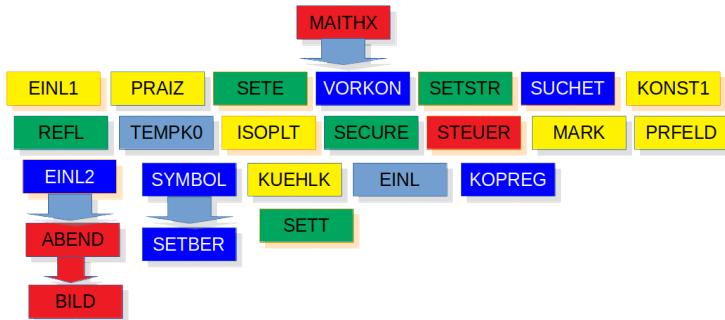 MAITHX
EINL1 PRAIZ SETE VORKON SETSTR SUCHET KONST1
REFL TEMPK0 ISOPLT SECURE STEUER MARK PRFELD
EINL2 SYMBOL KUEHLK EINL KOPREG
SETT
ABEND SETBER
BILD